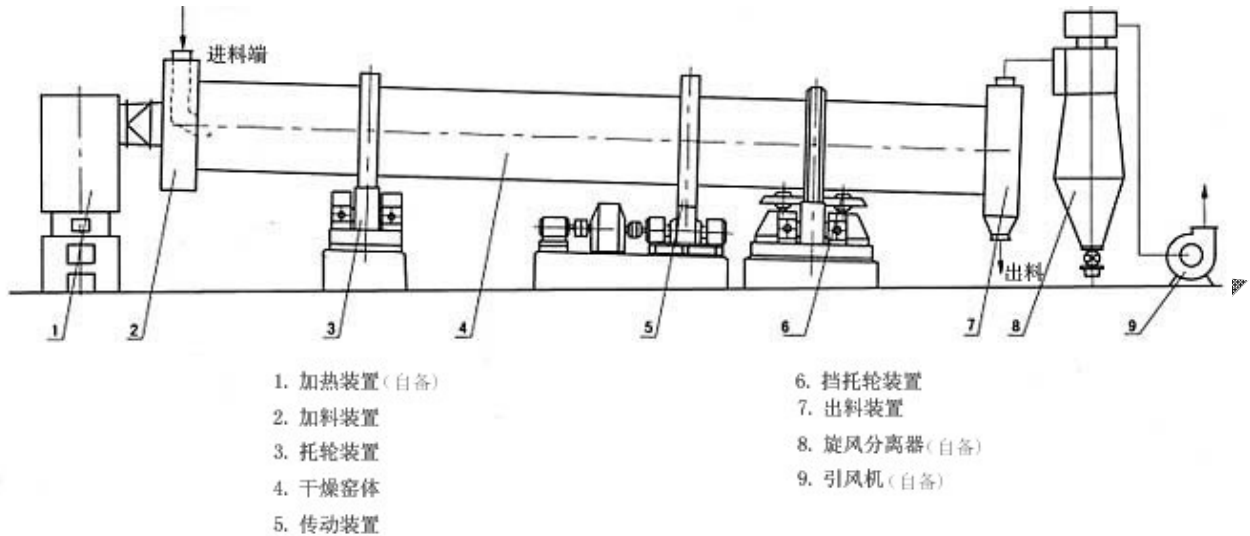 进料端
出料
1
2
3
4
5
6
7
8
9
1. 加热装置(自备)
2. 加料装置
3. 托轮装置
4. 干燥窑体
5. 传动装置
6. 挡托轮装置
7. 出料装置
8. 旋风分离器(自备)
9. 引风机(自备)